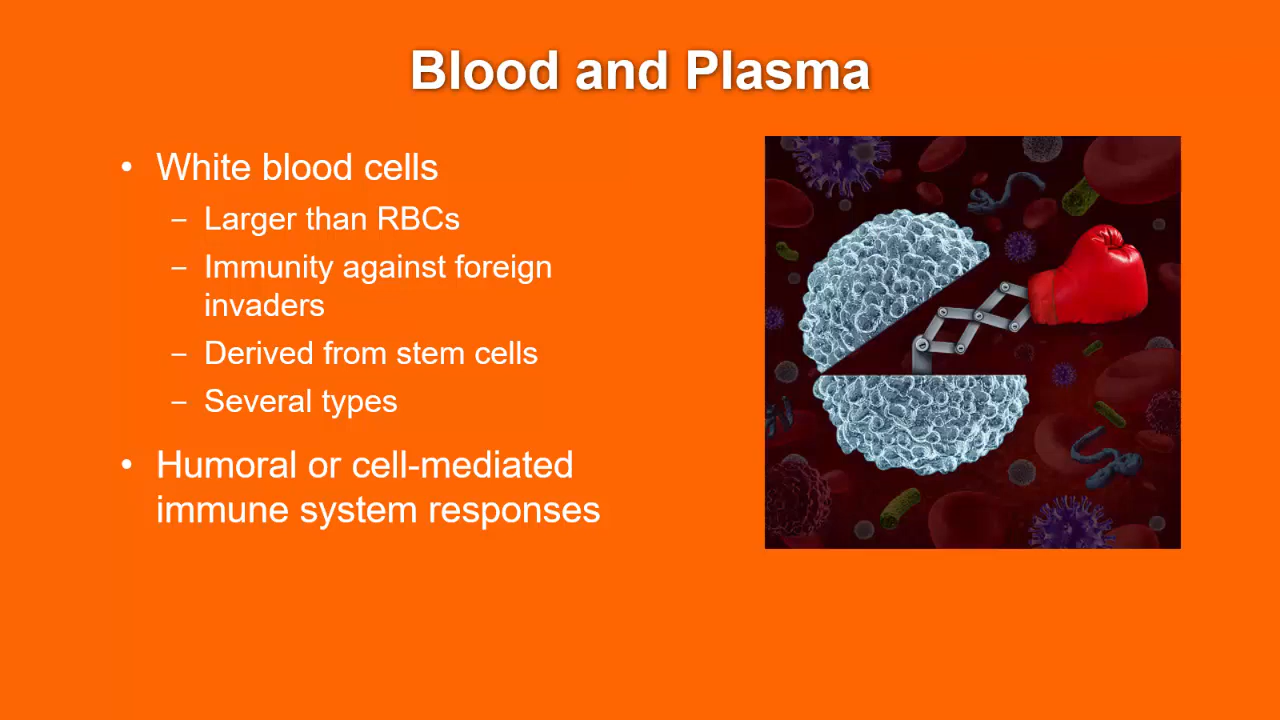 Blood and Plasma
• White blood cells
– Larger than RBCs
– Immunity against foreign
invaders
– Derived from stem cells
– Several types
• Humoral or cell-mediated
immune system responses